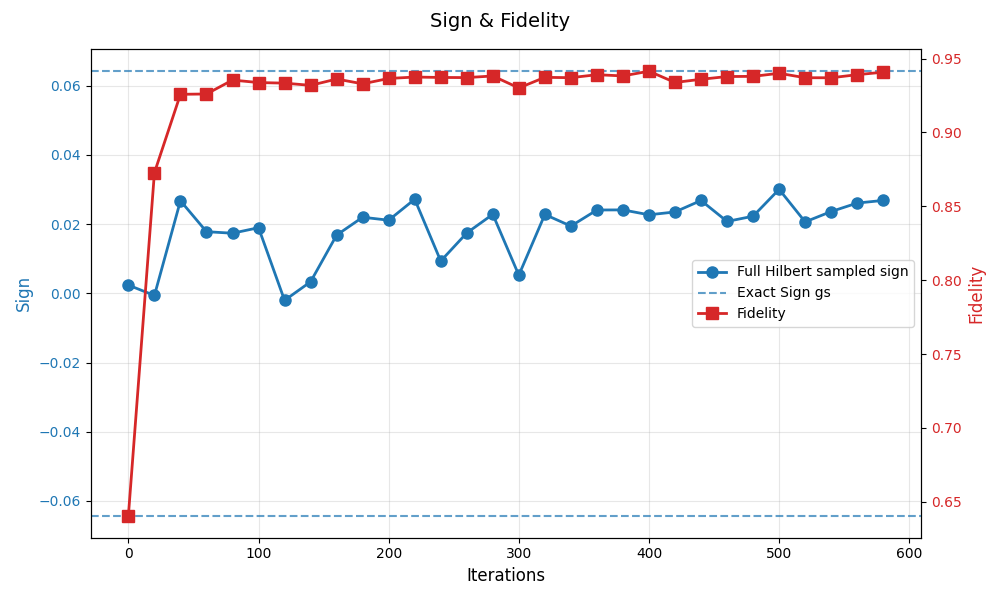 Sign & Fidelity
0.06
0.04
0.02
0.00
−0.02
−0.04
−0.06
Sign
0.95
0.90
0.85
0.80
0.75
0.70
0.65
Fidelity
Full Hilbert sampled sign
Exact Sign gs
Fidelity
0 100 200 300 400 500 600
Iterations